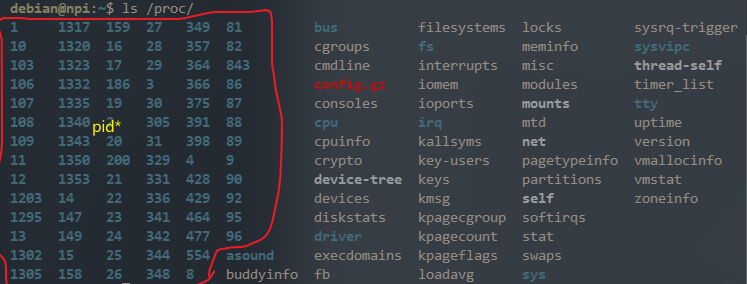 debian@npi:~$ ls /proc/
1 1317 159 27 349 81 bus filesystems locks sysrq-trigger
10 1320 16 28 357 82 cgroups fs meminfo sysvipc
103 1323 17 29 364 843 cmdline interrupts misc thread-self
106 1332 186 3 366 86 config.gz iomem modules timer_list
107 1335 19 30 375 87 consoles ioports mounts tty
108 1340 pid* 305 391 88 cpu irq mtd uptime
109 1343 20 31 398 89 cpuinfo kallsyms net version
11 1350 200 329 4 9 crypto key-users pagetypeinfo vmallocinfo
12 1353 21 331 428 90 device-tree keys partitions vmstat
1203 14 22 336 429 92 devices kmsg self zoneinfo
1295 147 23 341 464 95 diskstats kpagecgroup softirqs
13 149 24 342 477 96 driver kpagecount stat
1302 15 25 344 554 asound execdomains kpageflags swaps
1305 158 26 348 8 buddyinfo fb loadavg sys